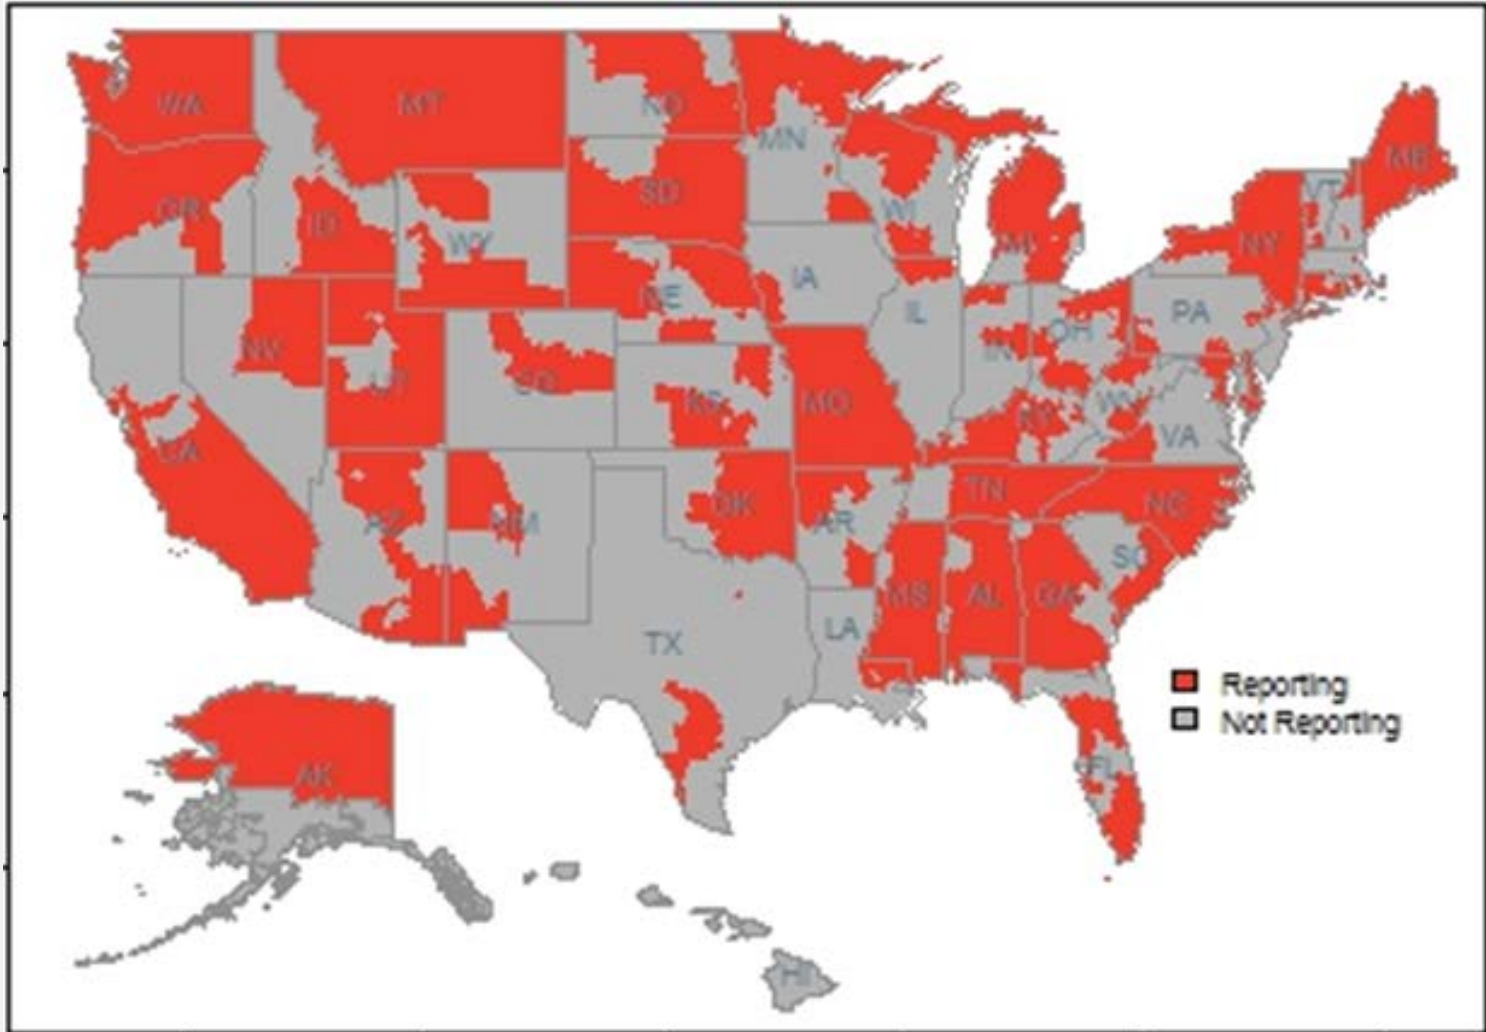 WA
MT
ND
MN
ME
OR
ID
SD
WI
VT
WY
MI
NY
IA
NE
IL
PA
OH
NV
IN
UT
CO
KS
MO
KY
WV
CA
VA
TN
NC
AZ
NM
OK
AR
SC
MS
AL
GA
TX
LA
Reporting
Not Reporting
AK
FL
HI